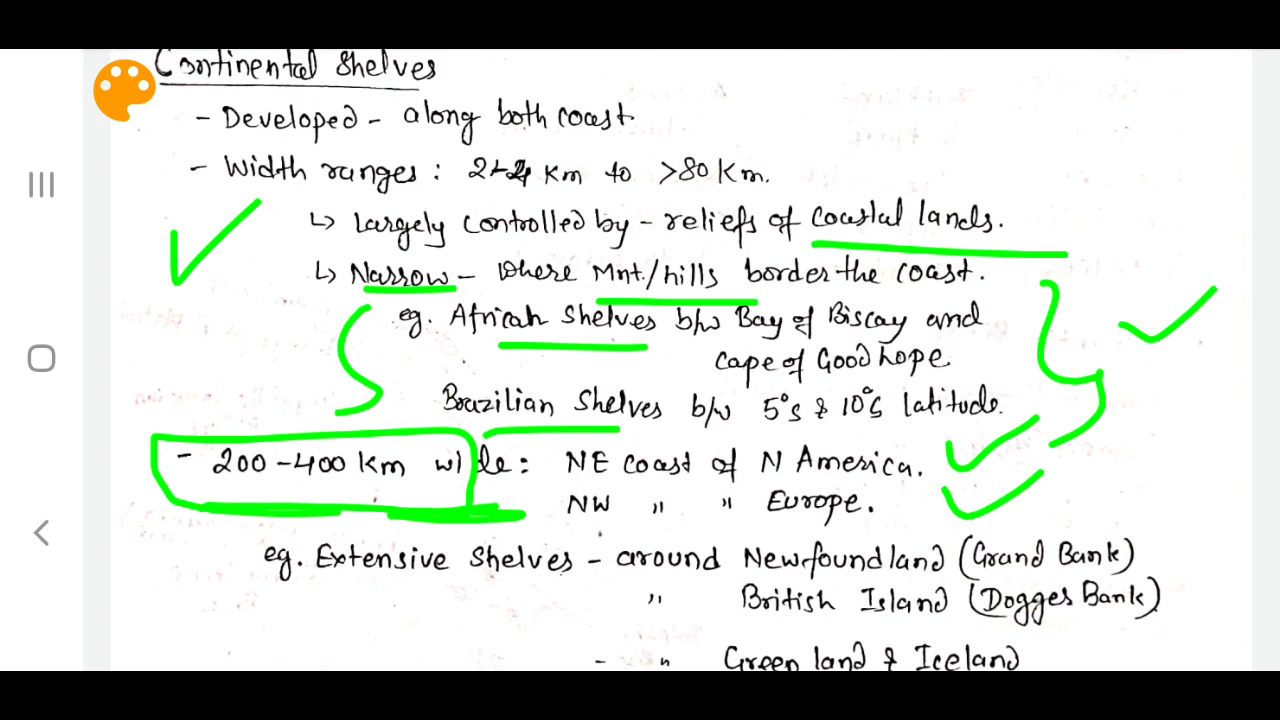 Continental Shelves
- Developed - along both coast.
- Width ranges : 2-4 Km to >80 Km.
↳ Largely controlled by - reliefs of coastal lands.
↳ Narrow - where Mnt./hills border the coast.
eg. African Shelves b/w Bay of Biscay and
Cape of Good hope
Brazilian Shelves b/w 5°S & 10°S latitude.
- 200-400 Km wide : NE coast of N America.
NW " " Europe.
eg. Extensive Shelves - around Newfoundland (Grand Bank)
" British Island (Dogges Bank)
- " Green land & Iceland